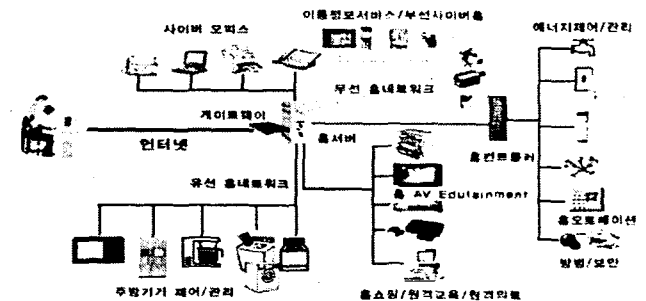 이동정보서비스/무선사이버홈
사이버 오피스
에너지제어/관리
무선 홈네트워크
게이트웨이
홈서버
인터넷
홈컨트롤러
유선 홈네트워크
홈 AV Edutainment
홈오토메이션
방범/보안
주방기기 제어/관리
홈쇼핑/원격교육/원격의료